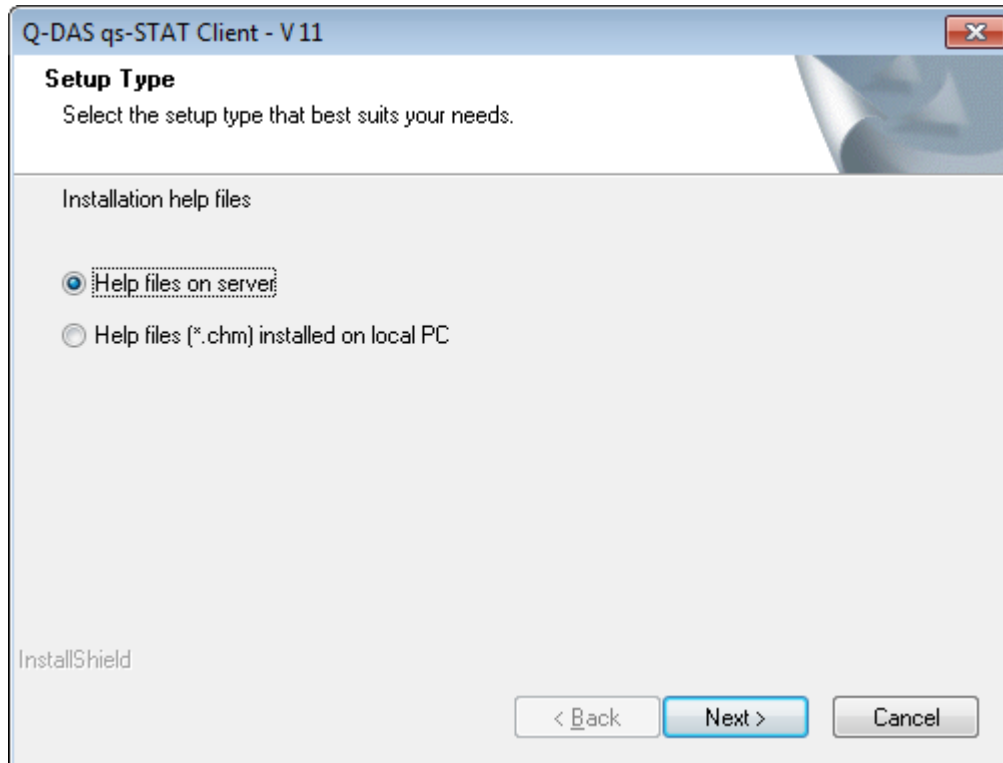 Q-DAS qs-STAT Client - V 11
Setup Type
Select the setup type that best suits your needs.
Installation help files
Help files on server
Help files (*.chm) installed on local PC
InstallShield
< Back
Next >
Cancel